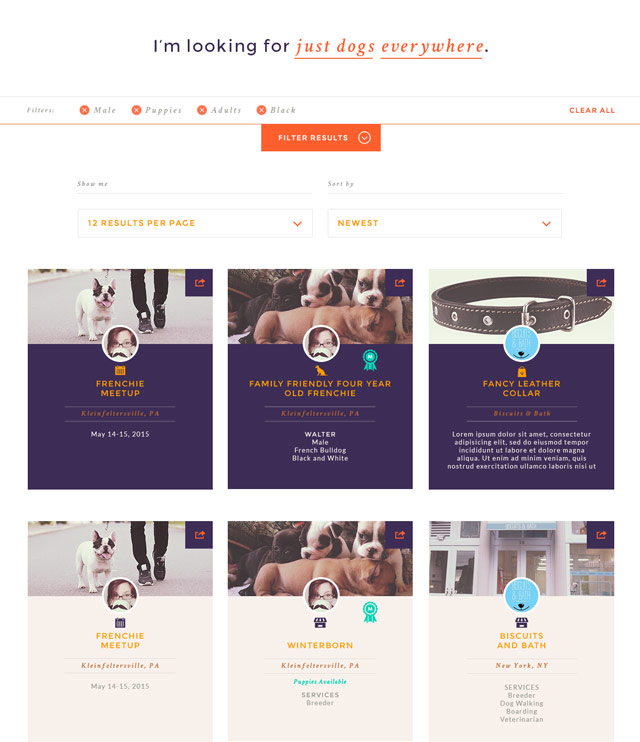 I'm looking for just dogs everywhere.
Filters: Male Puppies Adults Black CLEAR ALL
FILTER RESULTS
Show me
Sort by
12 RESULTS PER PAGE
NEWEST
FRENCHIE
MEETUP
Kleinfeltersville, PA
May 14-15, 2015
FAMILY FRIENDLY FOUR YEAR
OLD FRENCHIE
Kleinfeltersville, PA
WALTER
Male
French Bulldog
Black and White
FANCY LEATHER
COLLAR
Biscuits & Bath
Lorem ipsum dolor sit amet, consectetur
adipisicing elit, sed do eiusmod tempor
incididunt ut labore et dolore magna
aliqua. Ut enim ad minim veniam, quis
nostrud exercitation ullamco laboris nisi ut
FRENCHIE
MEETUP
Kleinfeltersville, PA
May 14-15, 2015
WINTERBORN
Kleinfeltersville, PA
Puppies Available
SERVICES
Breeder
BISCUITS
AND BATH
New York, NY
SERVICES
Breeder
Dog Walking
Boarding
Veterinarian